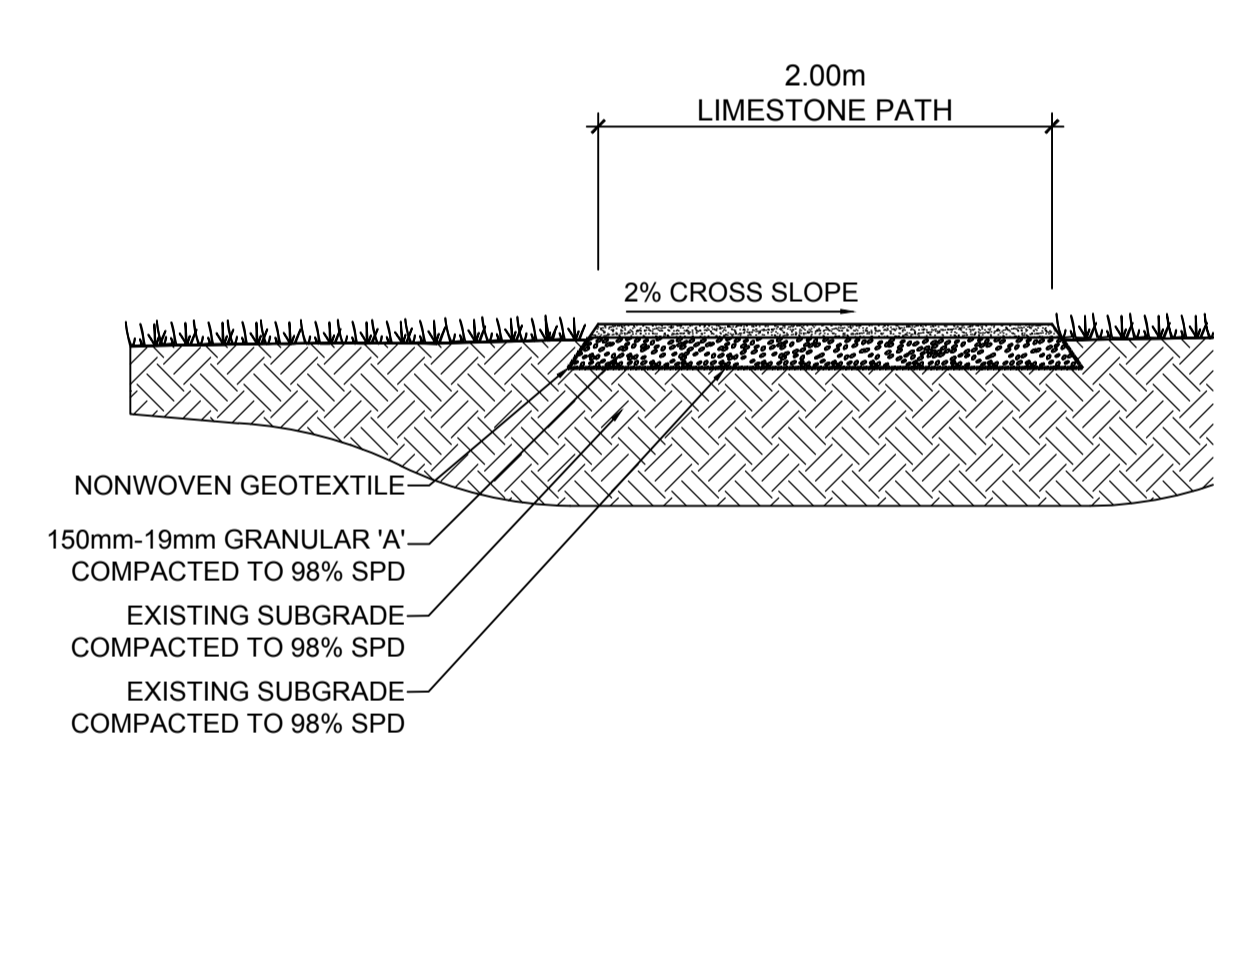 2.00m
LIMESTONE PATH
2% CROSS SLOPE
NONWOVEN GEOTEXTILE
150mm-19mm GRANULAR 'A'
COMPACTED TO 98% SPD
EXISTING SUBGRADE
COMPACTED TO 98% SPD
EXISTING SUBGRADE
COMPACTED TO 98% SPD